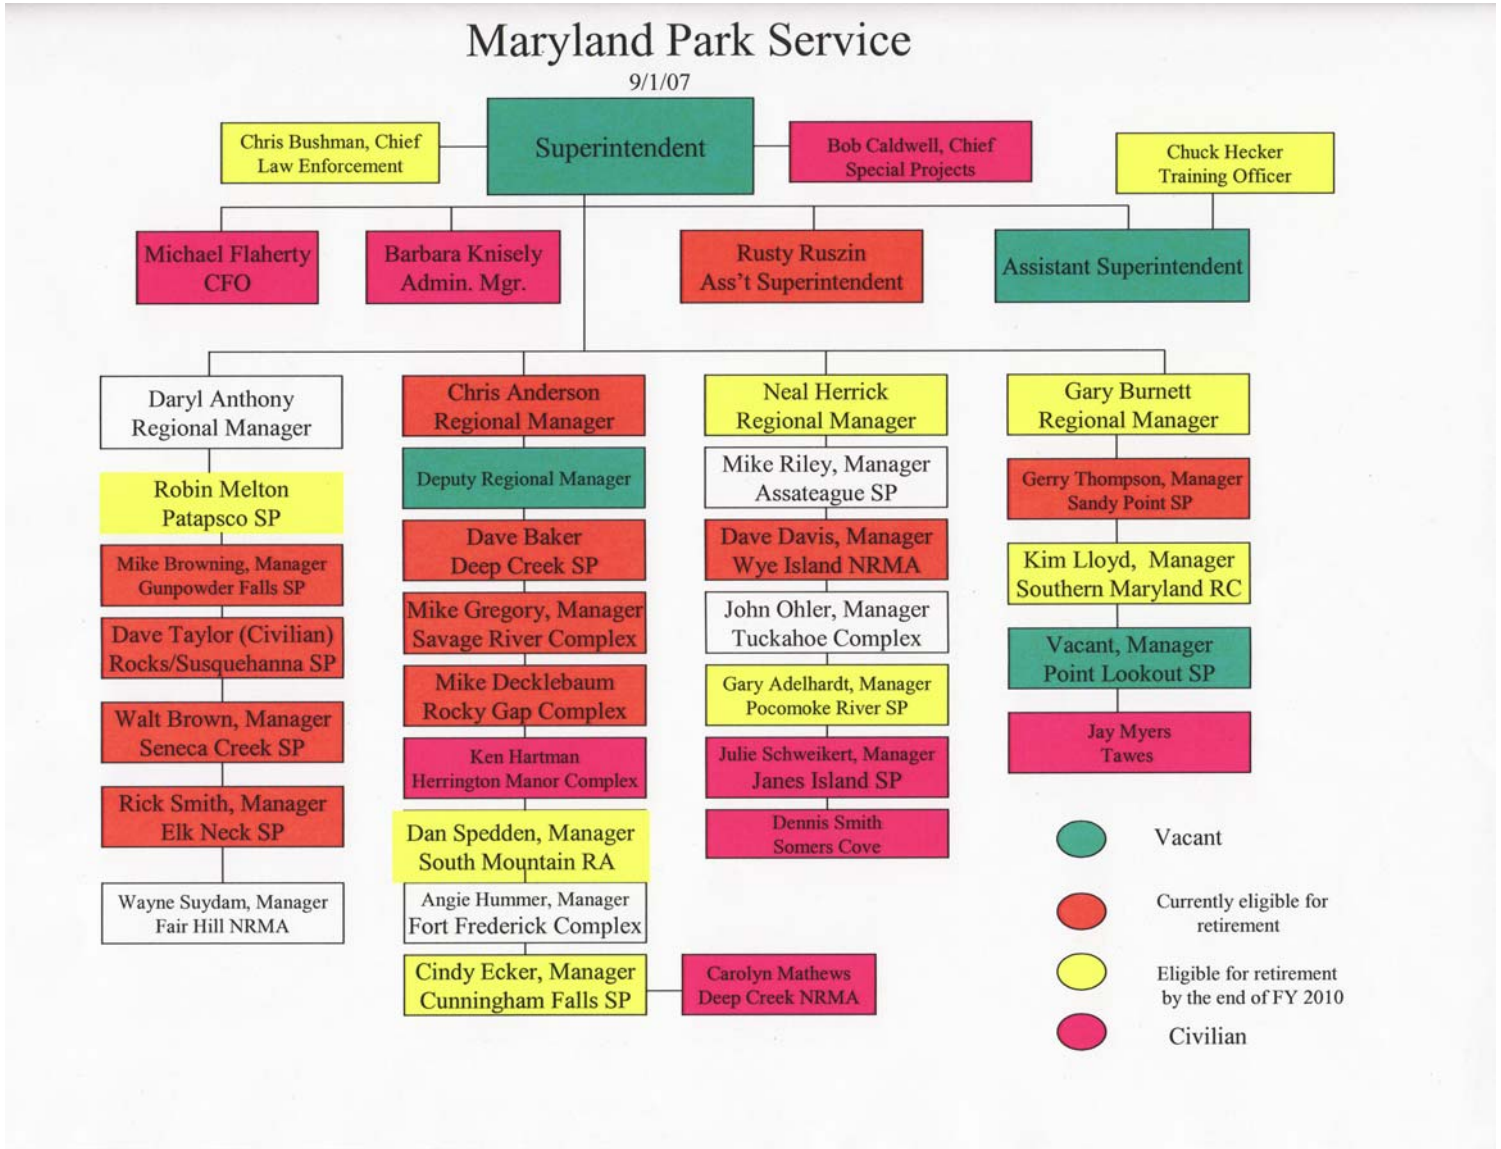 Maryland Park Service
9/1/07
Chris Bushman, Chief
Law Enforcement
Superintendent
Bob Caldwell, Chief
Special Projects
Chuck Hecker
Training Officer
Michael Flaherty
CFO
Barbara Knisely
Admin. Mgr.
Rusty Ruszin
Ass't Superintendent
Assistant Superintendent
Daryl Anthony
Regional Manager
Robin Melton
Patapsco SP
Mike Browning, Manager
Gunpowder Falls SP
Dave Taylor (Civilian)
Rocks/Susquehanna SP
Walt Brown, Manager
Seneca Creek SP
Rick Smith, Manager
Elk Neck SP
Wayne Suydam, Manager
Fair Hill NRMA
Chris Anderson
Regional Manager
Deputy Regional Manager
Dave Baker
Deep Creek SP
Mike Gregory, Manager
Savage River Complex
Mike Decklebaum
Rocky Gap Complex
Ken Hartman
Herrington Manor Complex
Dan Spedden, Manager
South Mountain RA
Angie Hummer, Manager
Fort Frederick Complex
Cindy Ecker, Manager
Cunningham Falls SP
Carolyn Mathews
Deep Creek NRMA
Neal Herrick
Regional Manager
Mike Riley, Manager
Assateague SP
Dave Davis, Manager
Wye Island NRMA
John Ohler, Manager
Tuckahoe Complex
Gary Adelhardt, Manager
Pocomoke River SP
Julie Schweikert, Manager
Janes Island SP
Dennis Smith
Somers Cove
Gary Burnett
Regional Manager
Gerry Thompson, Manager
Sandy Point SP
Kim Lloyd, Manager
Southern Maryland RC
Vacant, Manager
Point Lookout SP
Jay Myers
Tawes
Vacant
Currently eligible for
retirement
Eligible for retirement
by the end of FY 2010
Civilian